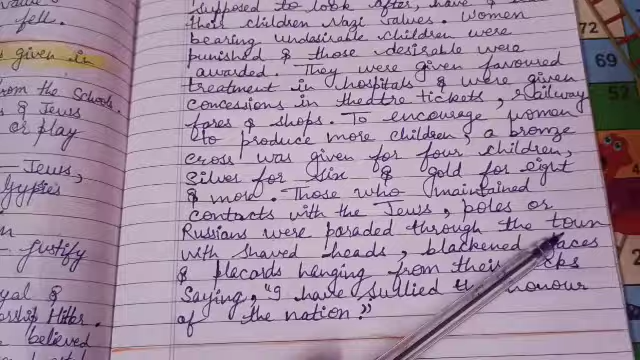 value
fell.
given in
from the Schools.
& Jews
or play
— Jews,
Gypsies
— Justify
&
worship Hitler.
believed
supposed to look after, have &
their children Nazi values. Women
bearing undesirable children were
punished & those desirable were
awarded. They were given favoured
treatment in hospitals & were given
concessions in theatre tickets, railway
fares & shops. To encourage women
to produce more children, a bronze
cross was given for four children,
silver for six & gold for eight
& more. Those who maintained
contacts with the Jews, poles or
Russians were paraded through the town
with shaved heads, blackened faces
& placards hanging from their necks
Saying, "I have sullied the honour
of the nation."
72
69
52